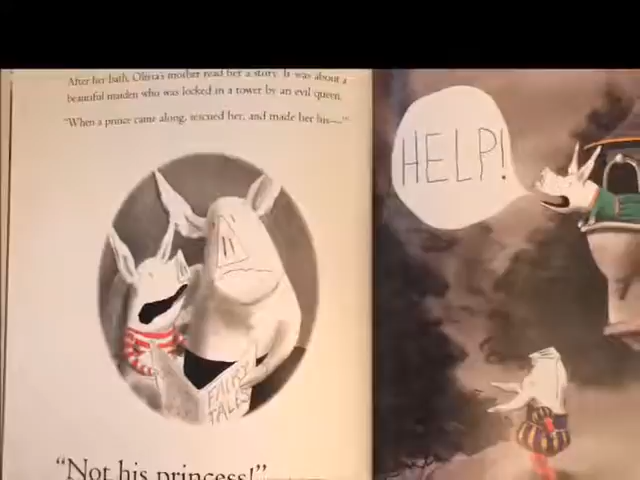 After her bath, Olivia's mother read her a story. It was about a
beautiful maiden who was locked in a tower by an evil queen.
"When a prince came along, rescued her, and made her his—"
FAIRY
TALES
"Not his princess!"
HELP!